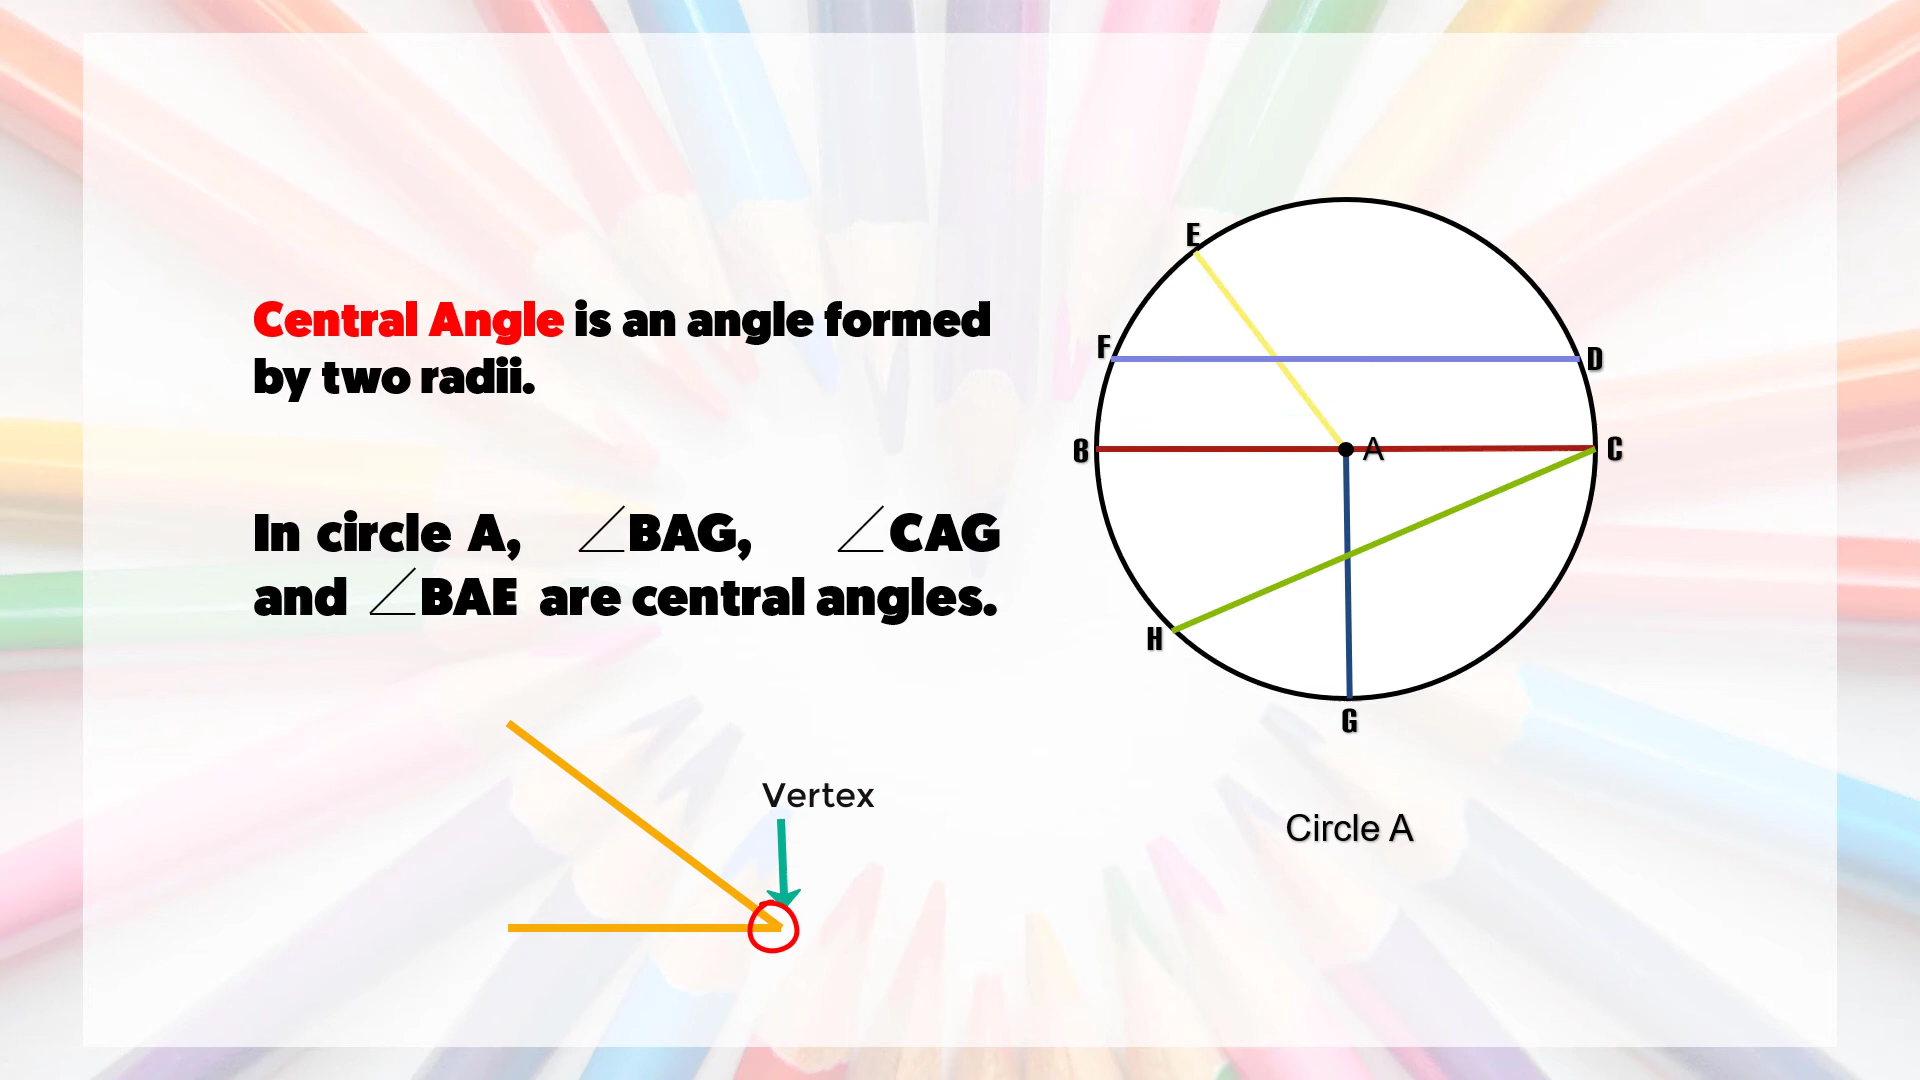 Central Angle is an angle formed
by two radii.
In circle A, ∠BAG, ∠CAG
and ∠BAE are central angles.
Vertex
E
F
D
B
A
C
H
G
Circle A